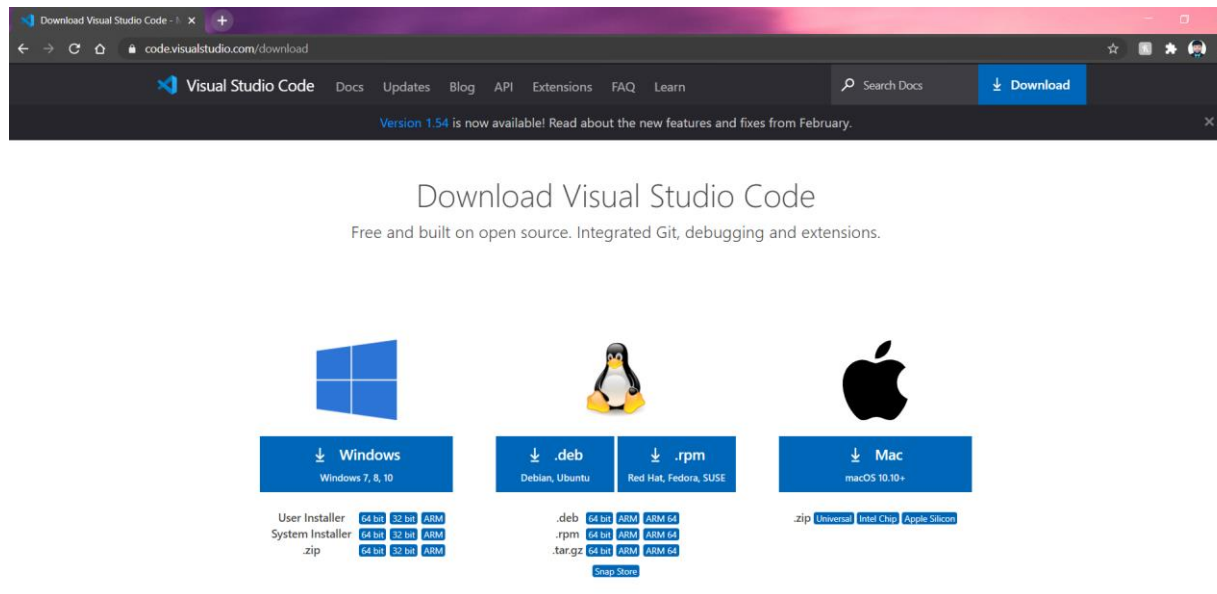 Download Visual Studio Code -
code.visualstudio.com/download
Visual Studio Code Docs Updates Blog API Extensions FAQ Learn Search Docs Download
Version 1.54 is now available! Read about the new features and fixes from February.
Download Visual Studio Code
Free and built on open source. Integrated Git, debugging and extensions.
Windows
Windows 7, 8, 10
User Installer 64 bit 32 bit ARM
System Installer 64 bit 32 bit ARM
.zip 64 bit 32 bit ARM
.deb
Debian, Ubuntu
.rpm
Red Hat, Fedora, SUSE
.deb 64 bit ARM ARM 64
.rpm 64 bit ARM ARM 64
.tar.gz 64 bit ARM ARM 64
Snap Store
Mac
macOS 10.10+
.zip Universal Intel Chip Apple Silicon